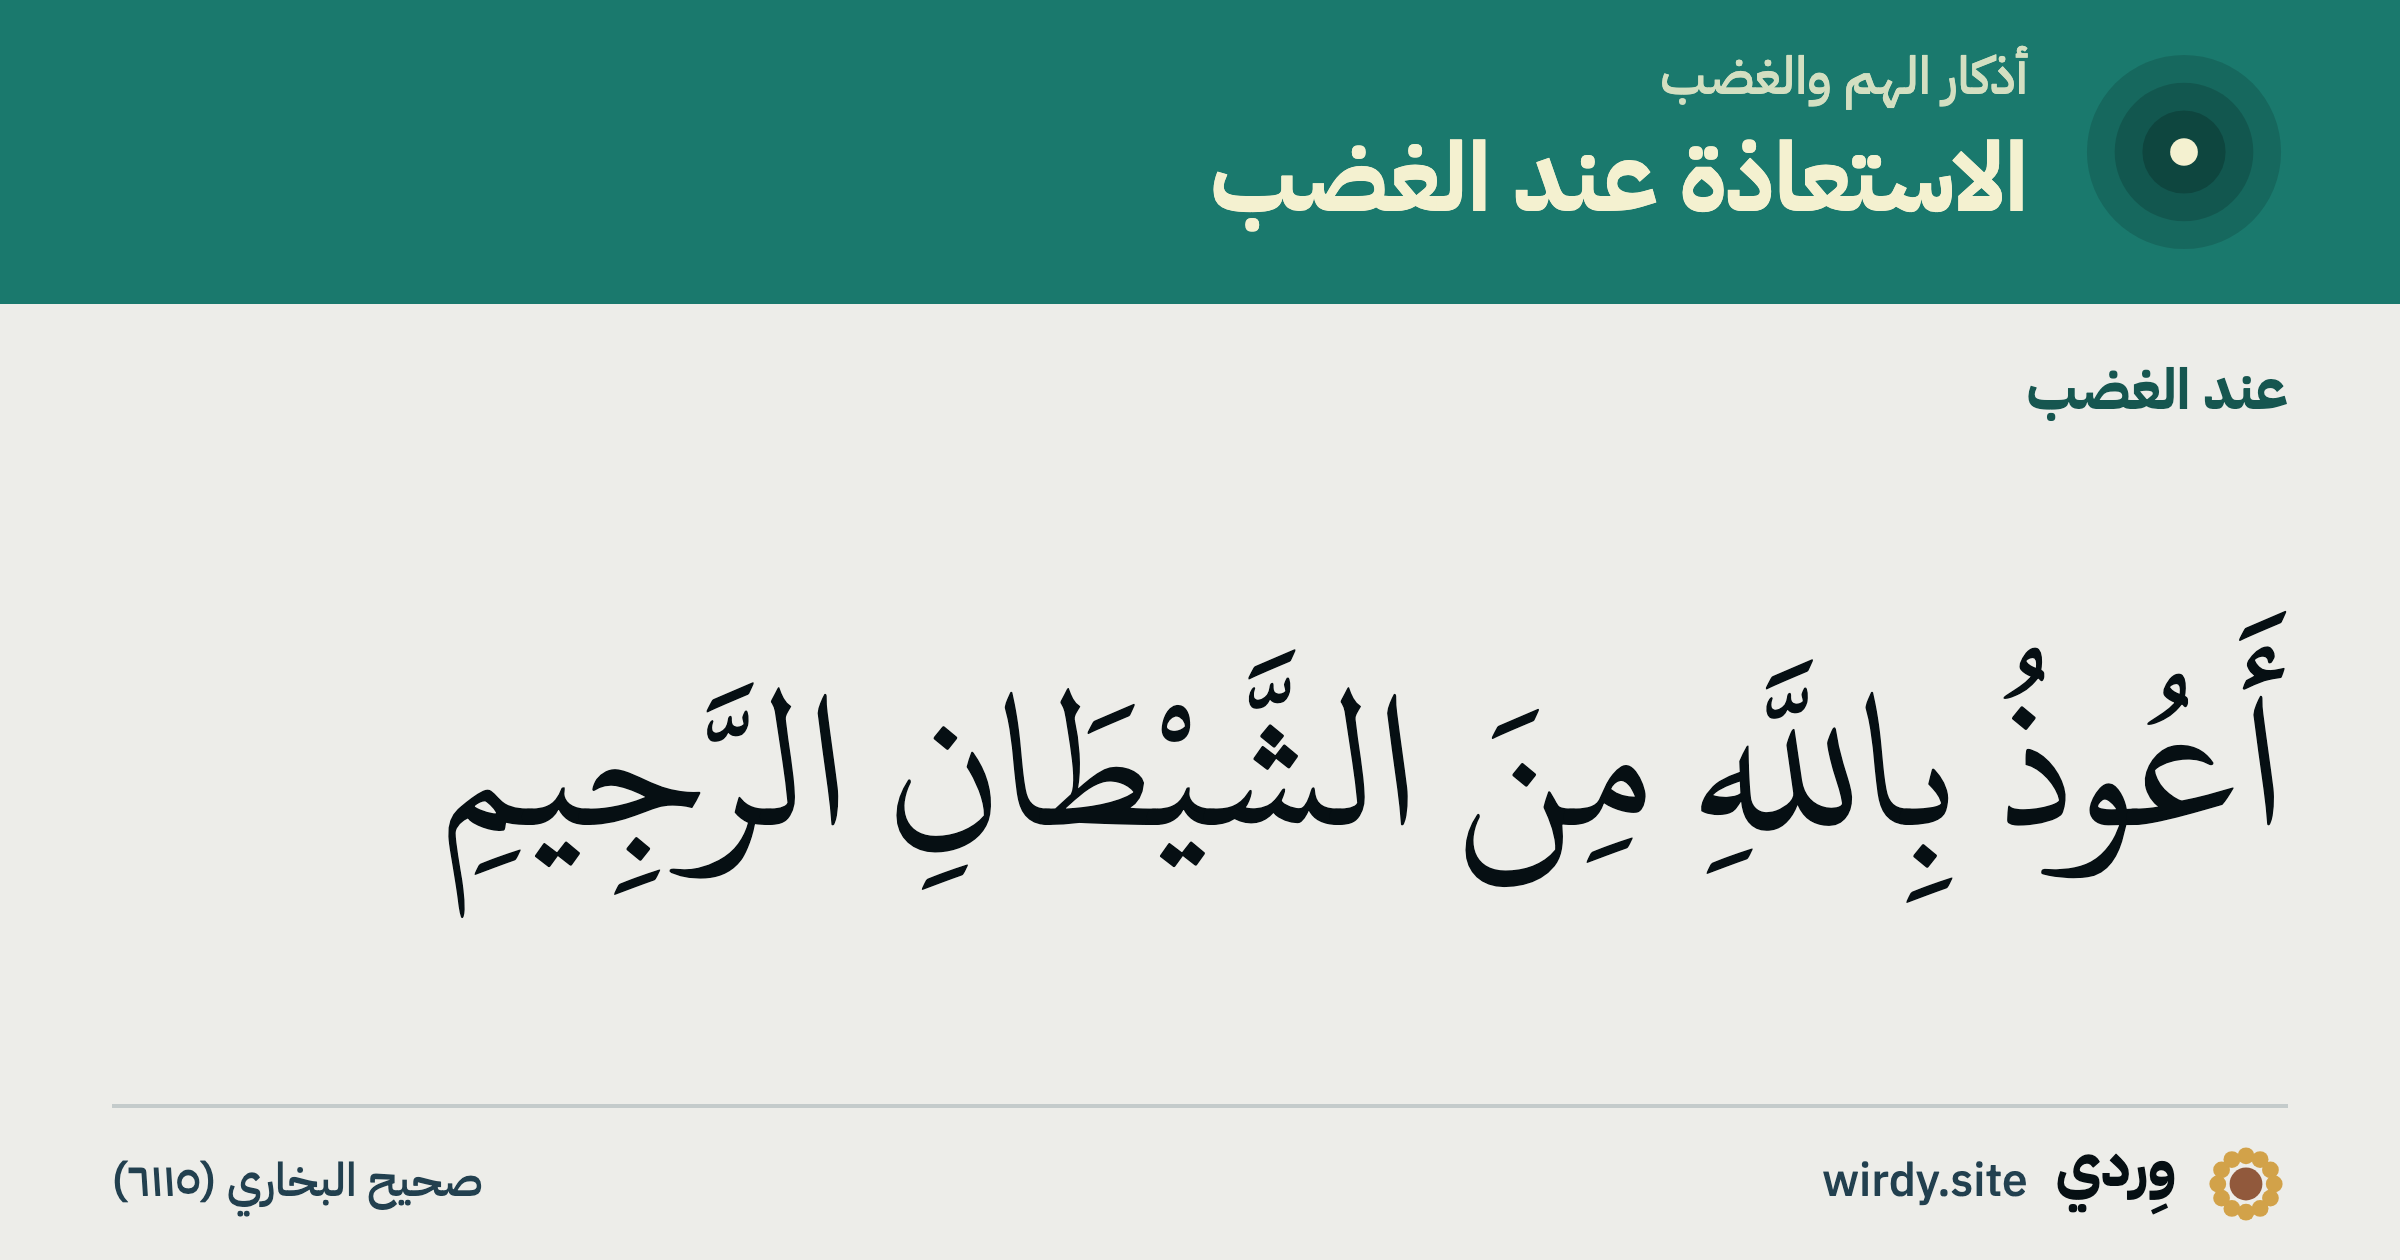 أذكار الهم والغضب
الاستعاذة عند الغضب
عند الغضب
أَعُوذُ بِاللَّهِ مِنَ الشَّيْطَانِ الرَّجِيمِ
وِردي wirdy.site
صحيح البخاري (٦١١٥)